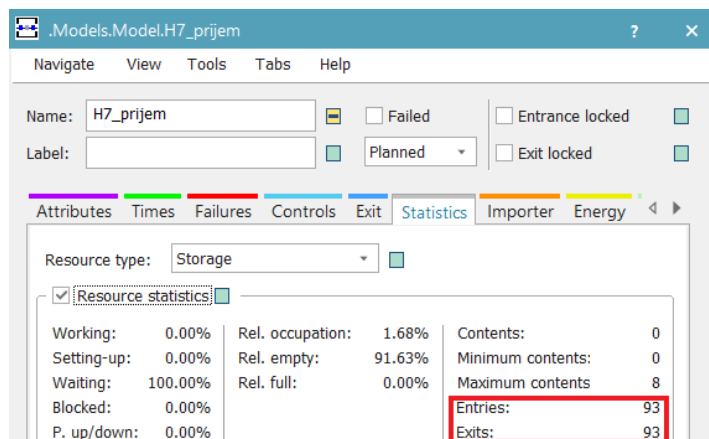 .Models.Model.H7_prijem ? ×
Navigate View Tools Tabs Help
Name: H7_prijem Failed Entrance locked
Label: Planned Exit locked
Attributes Times Failures Controls Exit Statistics Importer Energy
Resource type: Storage
Resource statistics
Working: 0.00% Rel. occupation: 1.68% Contents: 0
Setting-up: 0.00% Rel. empty: 91.63% Minimum contents: 0
Waiting: 100.00% Rel. full: 0.00% Maximum contents 8
Blocked: 0.00% Entries: 93
P. up/down: 0.00% Exits: 93